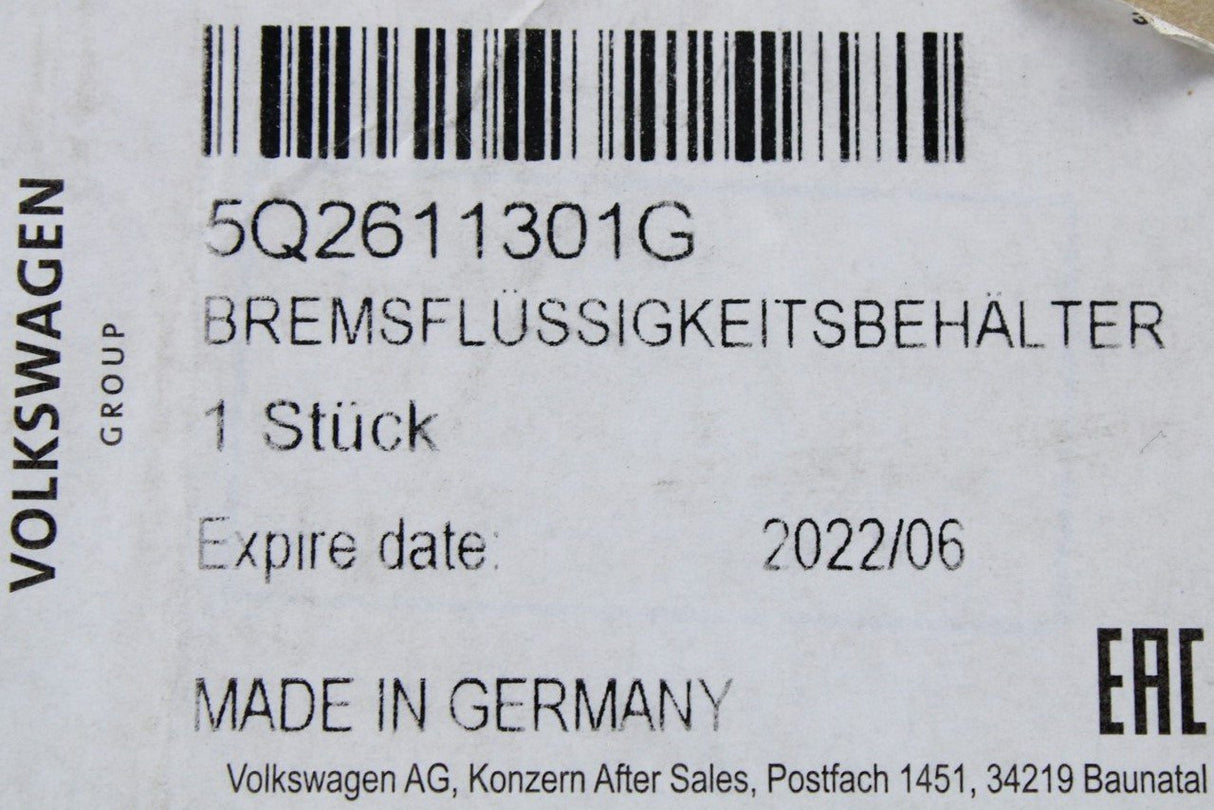 VOLKSWAGEN
GROUP
5Q2611301G
BREMSFLÜSSIGKEITSBEHÄLTER
1 Stück
Expire date: 2022/06
MADE IN GERMANY
EAC
Volkswagen AG, Konzern After Sales, Postfach 1451, 34219 Baunatal